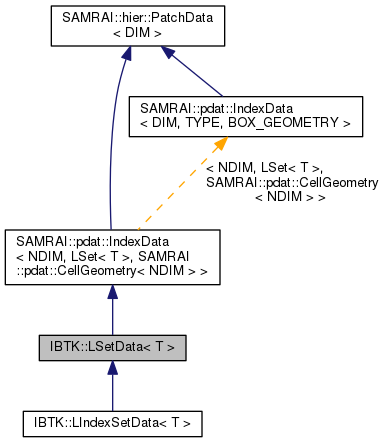 SAMRAI::hier::PatchData
< DIM >
SAMRAI::pdat::IndexData
< DIM, TYPE, BOX_GEOMETRY >
< NDIM, LSet< T >,
SAMRAI::pdat::CellGeometry
< NDIM > >
SAMRAI::pdat::IndexData
< NDIM, LSet< T >, SAMRAI
::pdat::CellGeometry< NDIM > >
IBTK::LSetData< T >
IBTK::LIndexSetData< T >